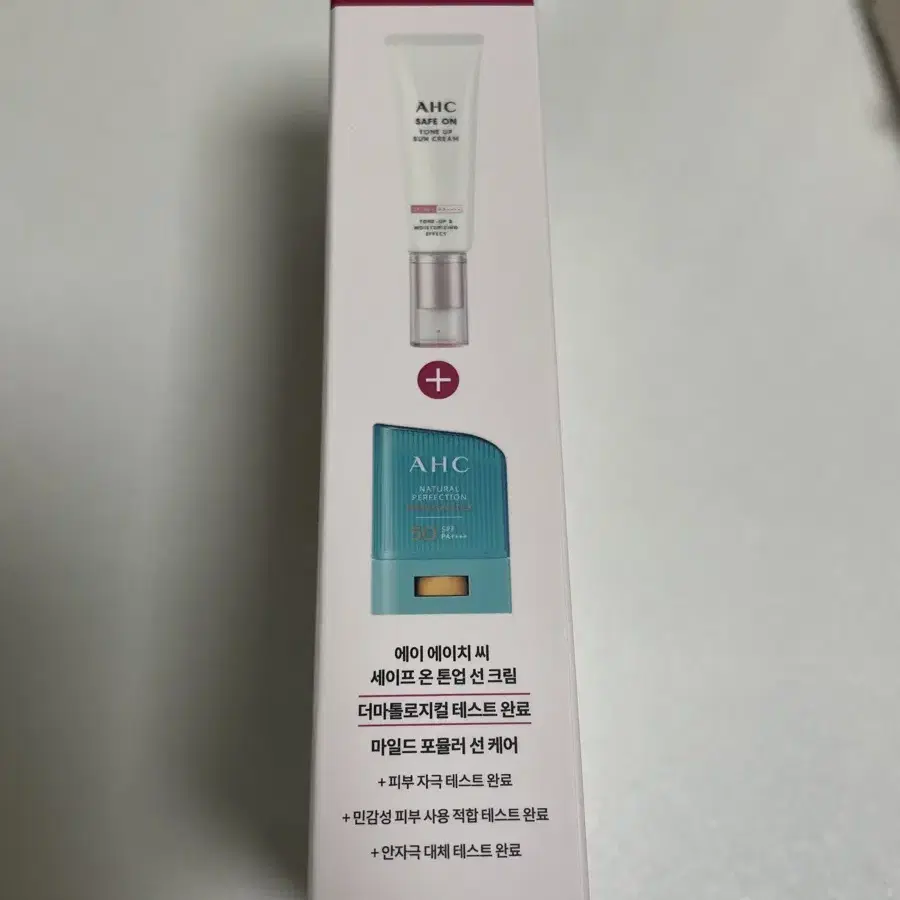 AHC
SAFE ON
TONE UP
SUN CREAM
TONE-UP &
MOISTURIZING
EFFECT
+
AHC
NATURAL
PERFECTION
50 SPF
PA++++
에이 에이치 씨
세이프 온 톤업 선 크림
더마톨로지컬 테스트 완료
마일드 포뮬러 선 케어
+ 피부 자극 테스트 완료
+ 민감성 피부 사용 적합 테스트 완료
+ 안자극 대체 테스트 완료